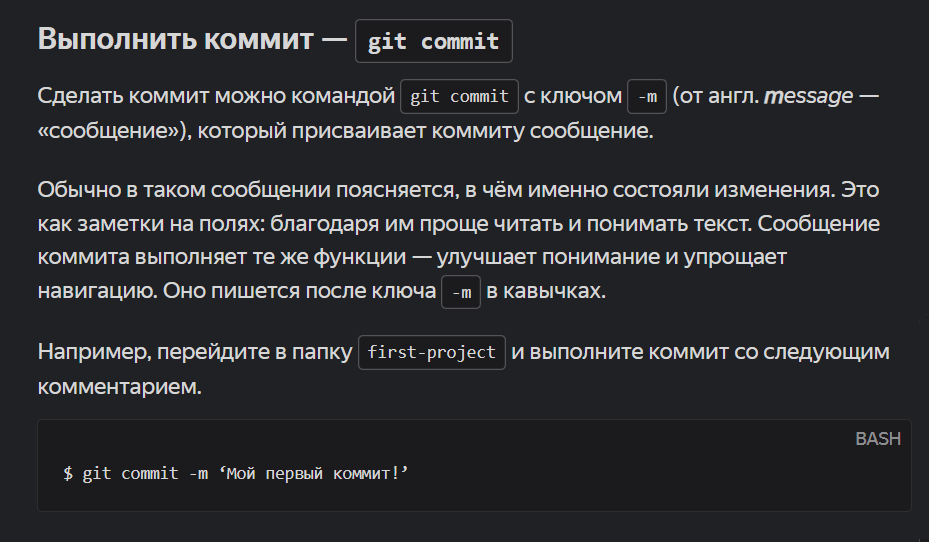 Выполнить коммит — git commit
Сделать коммит можно командой git commit с ключом -m (от англ. message —
«сообщение»), который присваивает коммиту сообщение.
Обычно в таком сообщении поясняется, в чём именно состояли изменения. Это
как заметки на полях: благодаря им проще читать и понимать текст. Сообщение
коммита выполняет те же функции — улучшает понимание и упрощает
навигацию. Оно пишется после ключа -m в кавычках.
Например, перейдите в папку first-project и выполните коммит со следующим
комментарием.
BASH
$ git commit -m ‘Мой первый коммит!’